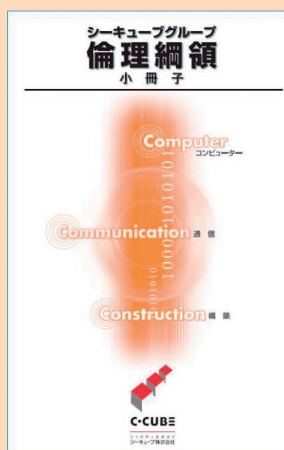 シーキューブグループ
倫理綱領
小冊子
Computer
コンピューター
10000101010101
Communication 通信
0101010
Construction 構築
C-CUBE
シーキューブ株式会社